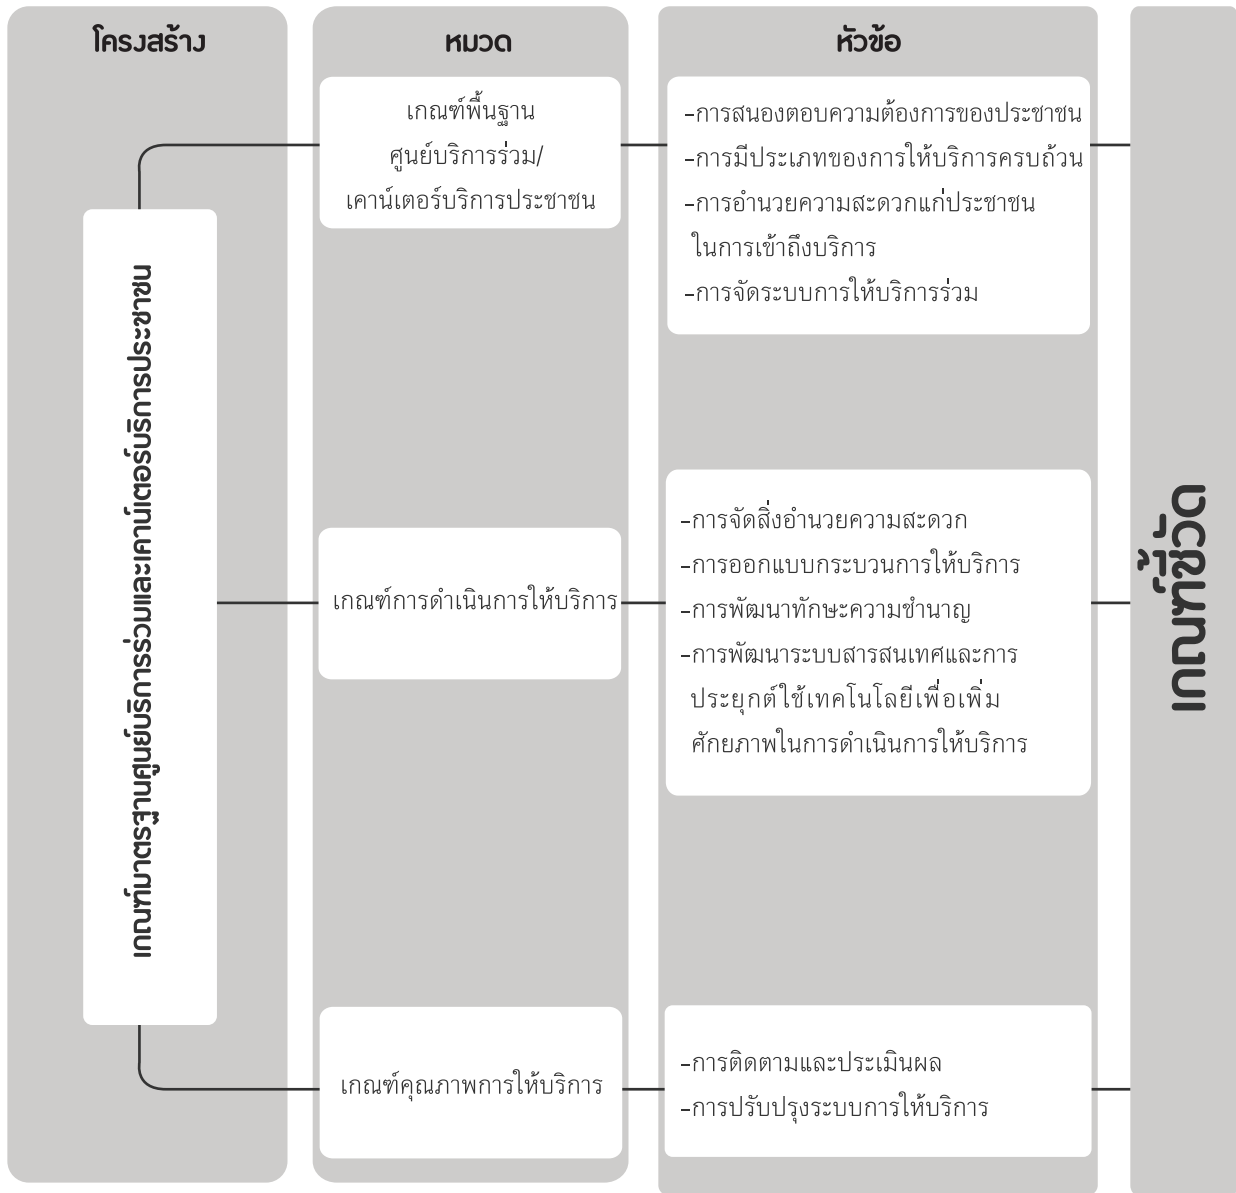 โครงสร้าง
หมวด
หัวข้อ
เกณฑ์มาตรฐานศูนย์บริการร่วมและเคาน์เตอร์บริการประชาชน
เกณฑ์พื้นฐาน
ศูนย์บริการร่วม/
เคาน์เตอร์บริการประชาชน
-การสนองตอบความต้องการของประชาชน
-การมีประเภทของการให้บริการครบถ้วน
-การอำนวยความสะดวกแก่ประชาชน
ในการเข้าถึงบริการ
-การจัดระบบการให้บริการร่วม
เกณฑ์การดำเนินการให้บริการ
-การจัดสิ่งอำนวยความสะดวก
-การออกแบบกระบวนการให้บริการ
-การพัฒนาทักษะความชำนาญ
-การพัฒนาระบบสารสนเทศและการ
ประยุกต์ใช้เทคโนโลยีเพื่อเพิ่ม
ศักยภาพในการดำเนินการให้บริการ
เกณฑ์คุณภาพการให้บริการ
-การติดตามและประเมินผล
-การปรับปรุงระบบการให้บริการ
เกณฑ์ชี้วัด